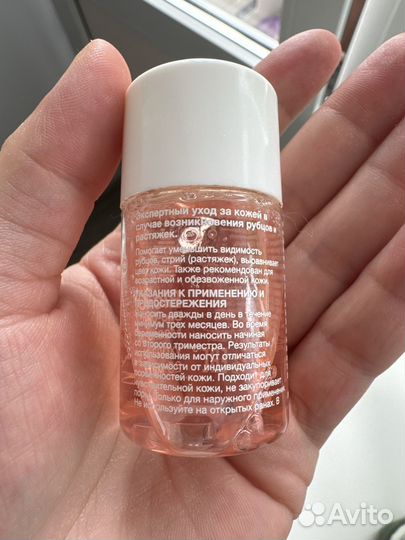 Экспертный уход за кожей в
случае возникновения рубцов и
растяжек.
Помогает уменьшить видимость
рубцов, стрий (растяжек), выравнивает
цвет кожи. Также рекомендован для
возрастной и обезвоженной кожи.
УКАЗАНИЯ К ПРИМЕНЕНИЮ И
ПРЕДОСТЕРЕЖЕНИЯ
Наносить дважды в день в течение
минимум трех месяцев. Во время
беременности наносить начиная
со второго триместра. Результаты
использования могут отличаться
в зависимости от индивидуальных
особенностей кожи. Подходит для
чувствительной кожи, не закупоривает
поры. Только для наружного применения.
Не используйте на открытых ранах. В
Avito